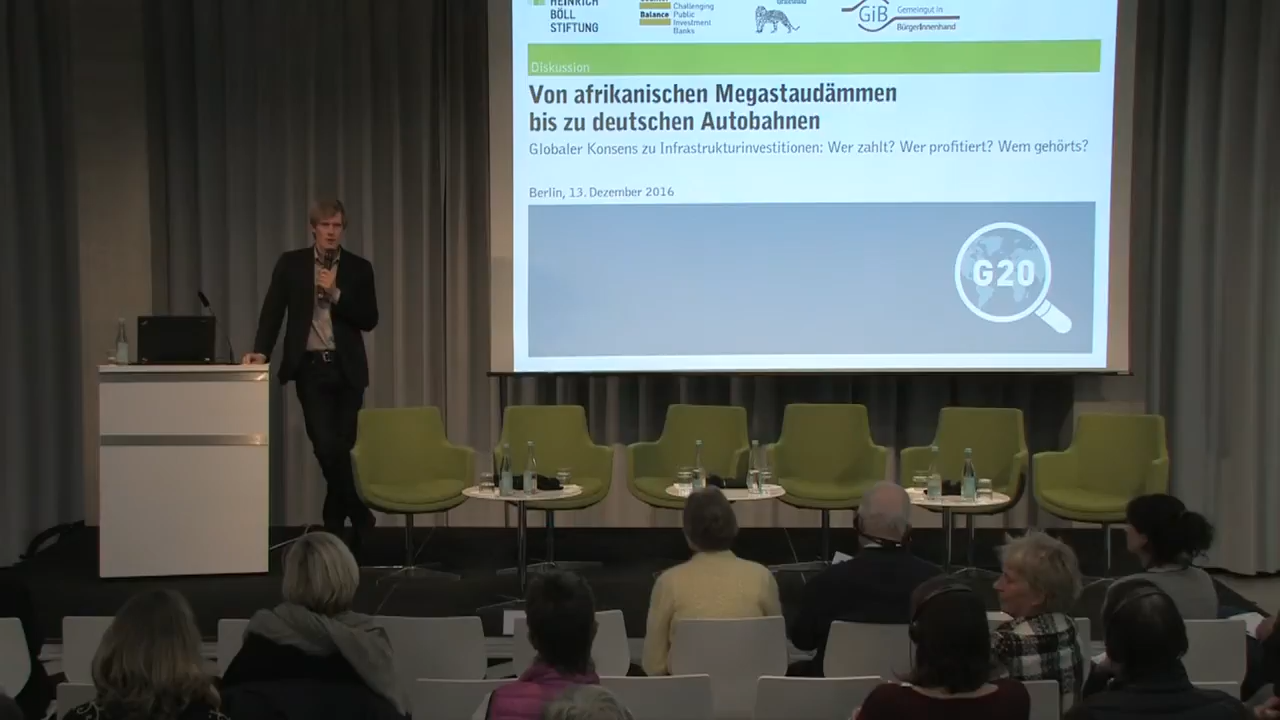 HEINRICH
BÖLL
STIFTUNG
Balance
Challenging
Public
Investment
Banks
GiB
Gemeingut in
BürgerInnenhand
Diskussion
Von afrikanischen Megastaudämmen
bis zu deutschen Autobahnen
Globaler Konsens zu Infrastrukturinvestitionen: Wer zahlt? Wer profitiert? Wem gehörts?
Berlin, 13. Dezember 2016
G20